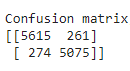 Confusion matrix
[[5615  261]
 [ 274 5075]]